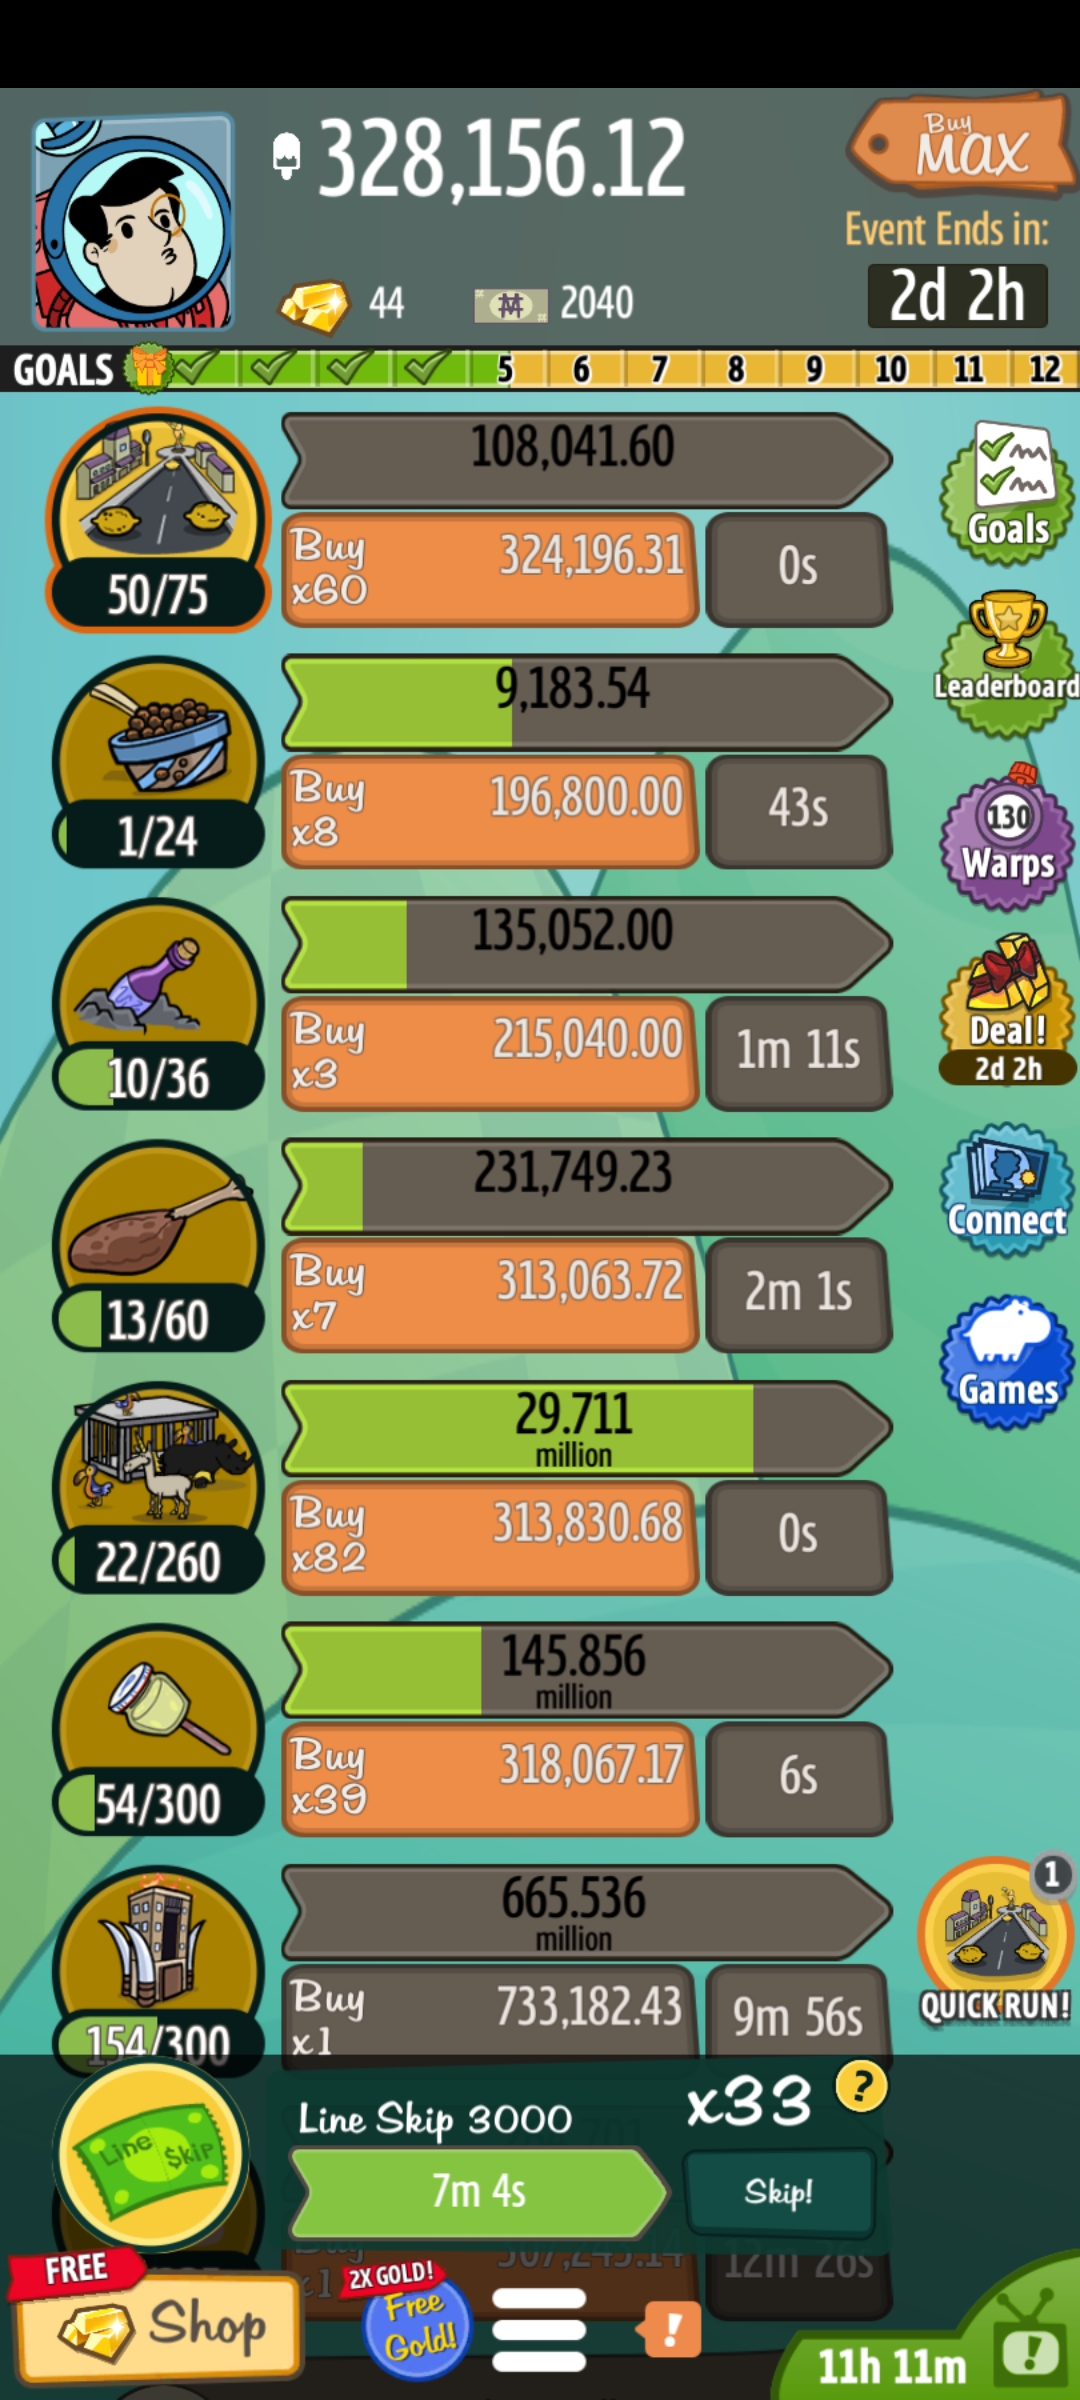 328,156.12
Buy
MAX
Event Ends in:
44
2040
2d 2h
GOALS
5 6 7 8 9 10 11 12
108,041.60
Buy
x60
324,196.31
0s
50/75
Goals
9,183.54
Buy
x8
196,800.00
43s
1/24
Leaderboard
135,052.00
Buy
x3
215,040.00
1m 11s
10/36
130
Warps
Deal!
2d 2h
231,749.23
Buy
x7
313,063.72
2m 1s
13/60
Connect
29.711
million
Buy
x82
313,830.68
0s
22/260
Games
145.856
million
Buy
x39
318,067.17
6s
54/300
665.536
million
Buy
x1
733,182.43
9m 56s
154/300
1
QUICK RUN!
Line Skip 3000
x33
?
Line $kip
7m 4s
Skip!
Buy
x1
12m 26s
FREE
Shop
2X GOLD!
Free
Gold!
!
11h 11m
!